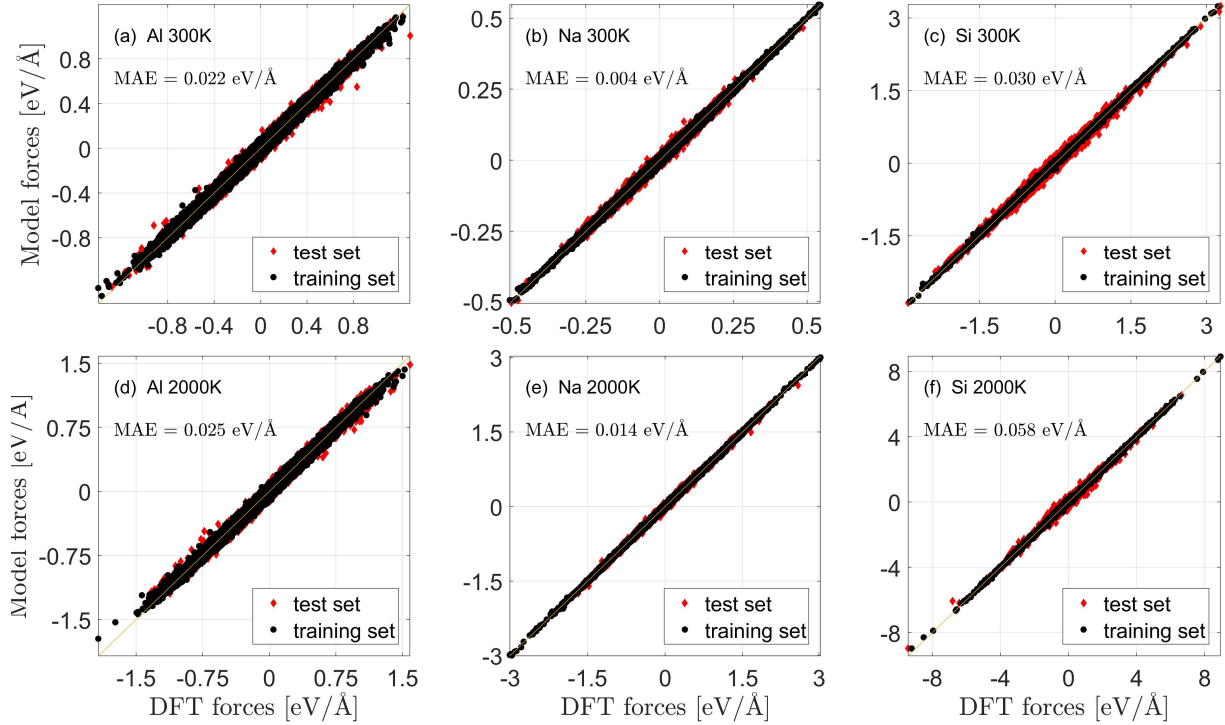 (a) Al 300K
MAE = 0.022 eV/Å
Model forces [eV/Å]
0.8
0.4
0
-0.4
-0.8
test set
training set
-0.8 -0.4 0 0.4 0.8
(b) Na 300K
MAE = 0.004 eV/Å
0.5
0.25
0
-0.25
-0.5
test set
training set
-0.5 -0.25 0 0.25 0.5
(c) Si 300K
MAE = 0.030 eV/Å
3
1.5
0
-1.5
test set
training set
-1.5 0 1.5 3
(d) Al 2000K
MAE = 0.025 eV/Å
Model forces [eV/A]
1.5
0.75
0
-0.75
-1.5
test set
training set
-1.5 -0.75 0 0.75 1.5
DFT forces [eV/Å]
(e) Na 2000K
MAE = 0.014 eV/Å
3
1.5
0
-1.5
-3
test set
training set
-3 -1.5 0 1.5 3
DFT forces [eV/Å]
(f) Si 2000K
MAE = 0.058 eV/Å
8
4
0
-4
-8
test set
training set
-8 -4 0 4 8
DFT forces [eV/Å]